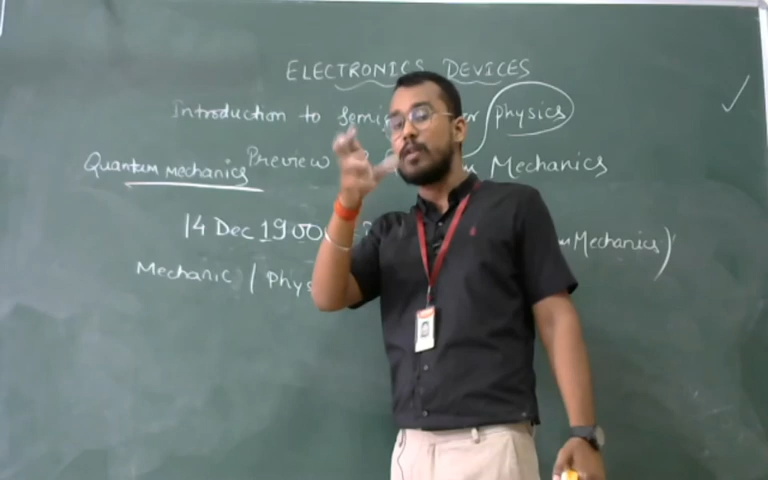 ELECTRONICS DEVICES
Introduction to physics
Quantum mechanics Preview Mechanics
14 Dec 1900 Mechanics)
Mechanic / Phys